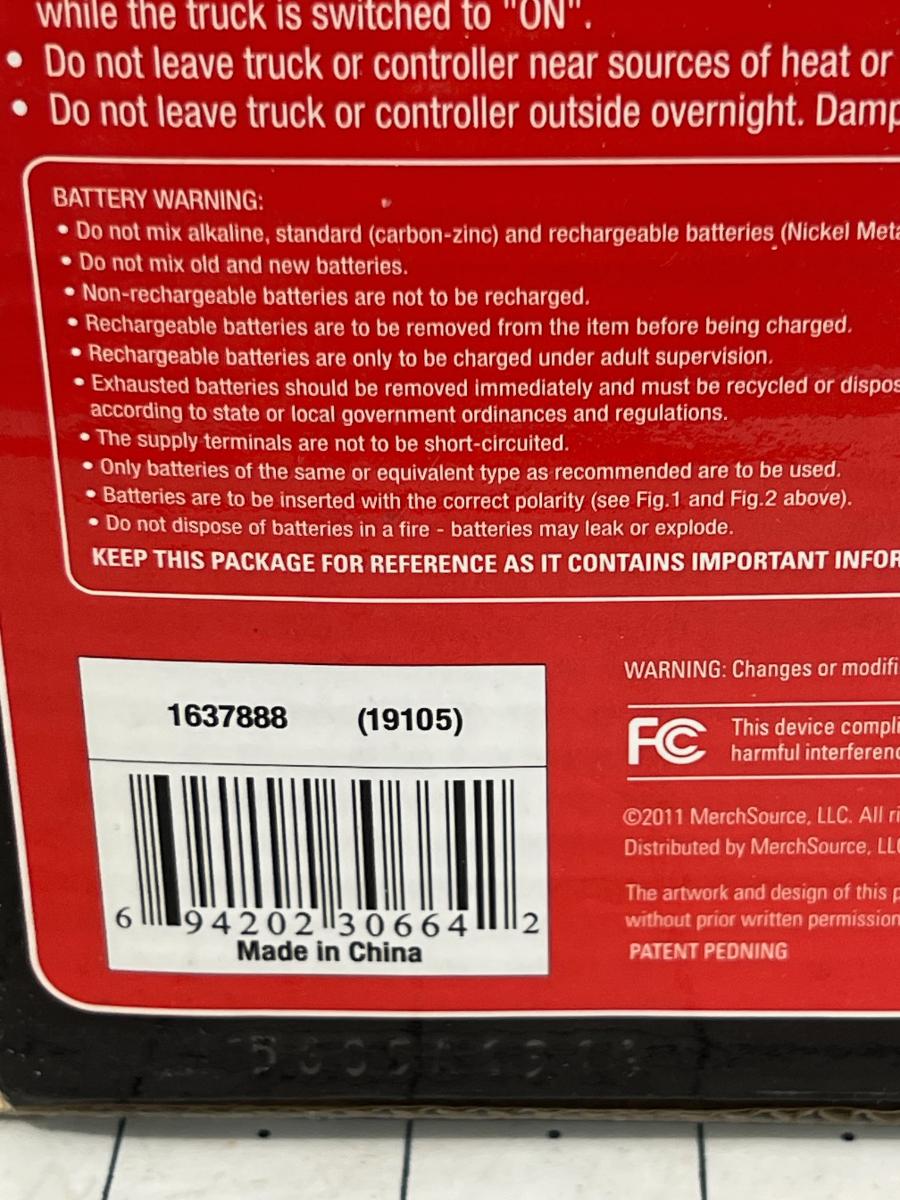 while the truck is switched to "ON".
• Do not leave truck or controller near sources of heat or
• Do not leave truck or controller outside overnight. Damp
BATTERY WARNING:
• Do not mix alkaline, standard (carbon-zinc) and rechargeable batteries (Nickel Meta
• Do not mix old and new batteries.
• Non-rechargeable batteries are not to be recharged.
• Rechargeable batteries are to be removed from the item before being charged.
• Rechargeable batteries are only to be charged under adult supervision.
• Exhausted batteries should be removed immediately and must be recycled or dispos
according to state or local government ordinances and regulations.
• The supply terminals are not to be short-circuited.
• Only batteries of the same or equivalent type as recommended are to be used.
• Batteries are to be inserted with the correct polarity (see Fig.1 and Fig.2 above).
• Do not dispose of batteries in a fire - batteries may leak or explode.
KEEP THIS PACKAGE FOR REFERENCE AS IT CONTAINS IMPORTANT INFOR
1637888 (19105)
6 94202 30664 2
Made in China
WARNING: Changes or modifi
FC This device compli
harmful interferenc
©2011 MerchSource, LLC. All ri
Distributed by MerchSource, LLC
The artwork and design of this p
without prior written permission
PATENT PEDNING